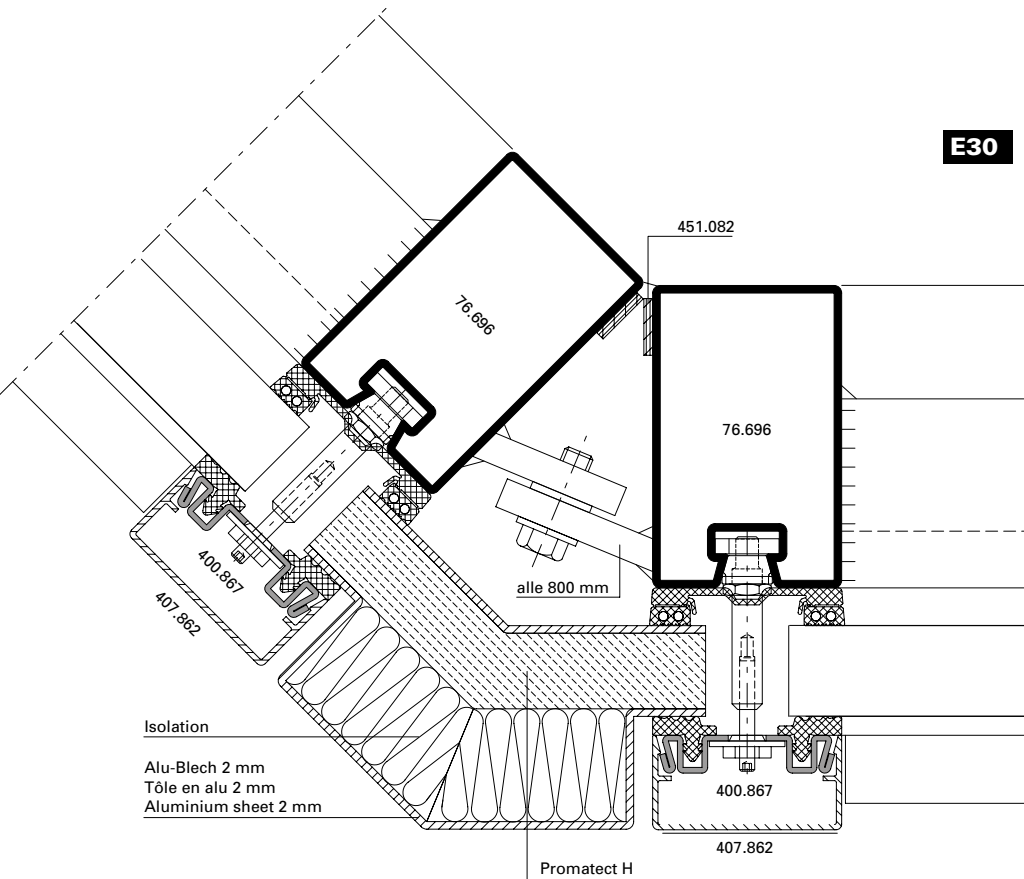 E30
451.082
76.696
76.696
alle 800 mm
400.867
407.862
Isolation
Alu-Blech 2 mm
Tôle en alu 2 mm
Aluminium sheet 2 mm
400.867
407.862
Promatect H